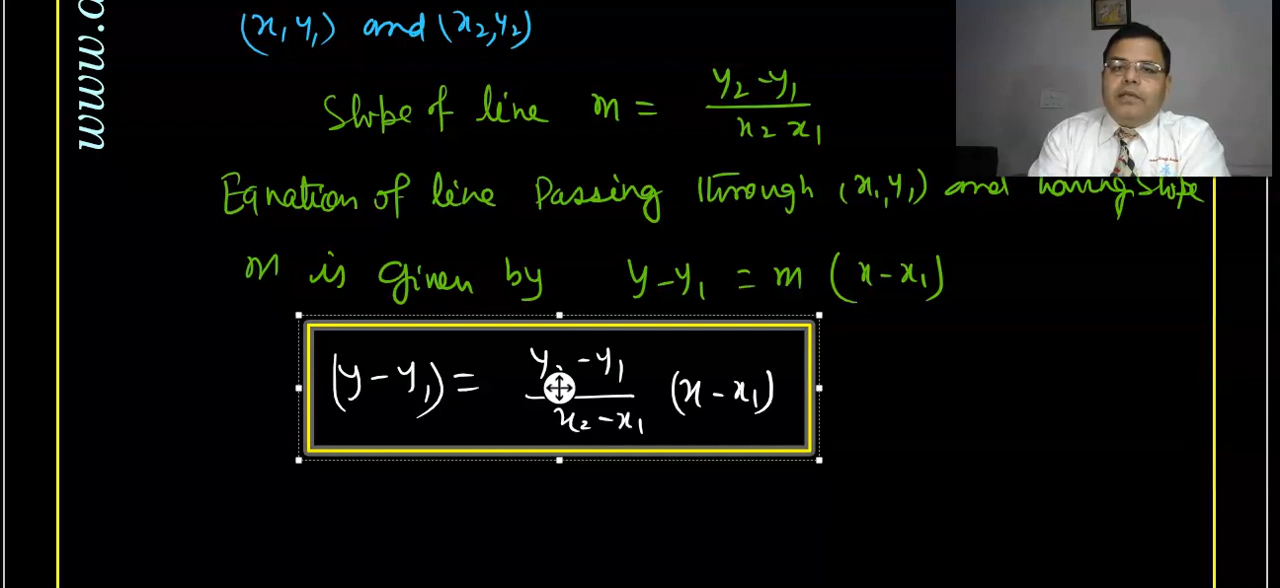 www.a
(x₁ y₁) and (x₂, y₂)
Slope of line m = y₂ - y₁ / x₂ x₁
Equation of line Passing through (x₁, y₁) and having slope
m is given by y - y₁ = m (x - x₁)
(y - y₁) = y₂ - y₁ / x₂ - x₁ (x - x₁)